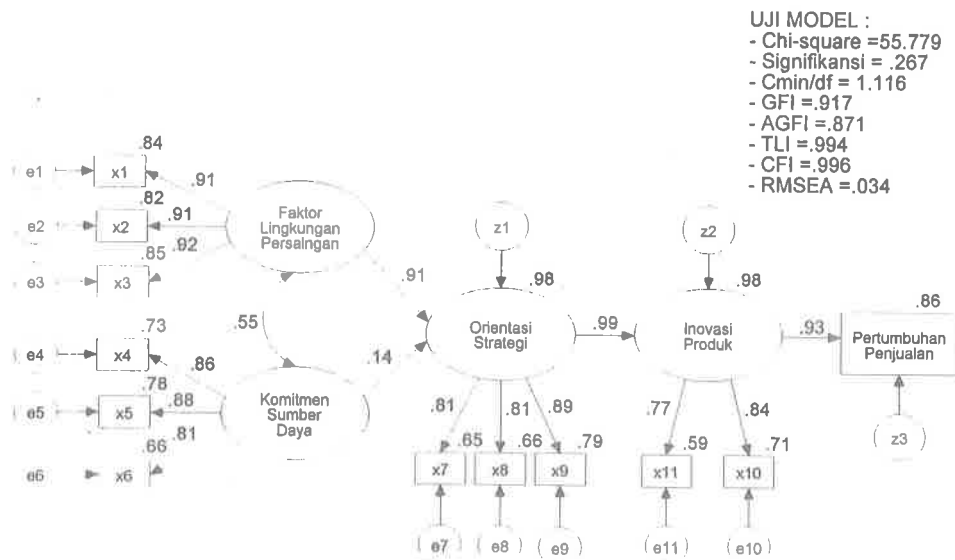 UJI MODEL :
- Chi-square =55.779
- Signifikansi = .267
- Cmin/df = 1.116
- GFI =.917
- AGFI =.871
- TLI =.994
- CFI =.996
- RMSEA =.034
.84
e1
x1
.91
.82
e2
x2
.91
Faktor
Lingkungan
Persaingan
.92
.85
e3
x3
z1
z2
.91
.98
.98
.86
.73
.55
e4
x4
Orientasi
Strategi
.99
Inovasi
Produk
.93
Pertumbuhan
Penjualan
.86
.14
.78
e5
x5
.88
Komitmen
Sumber
Daya
.81
.66
e6
x6
.81
.81
.89
.77
.84
z3
.65
.66
.79
.59
.71
x7
x8
x9
x11
x10
e7
e8
e9
e11
e10